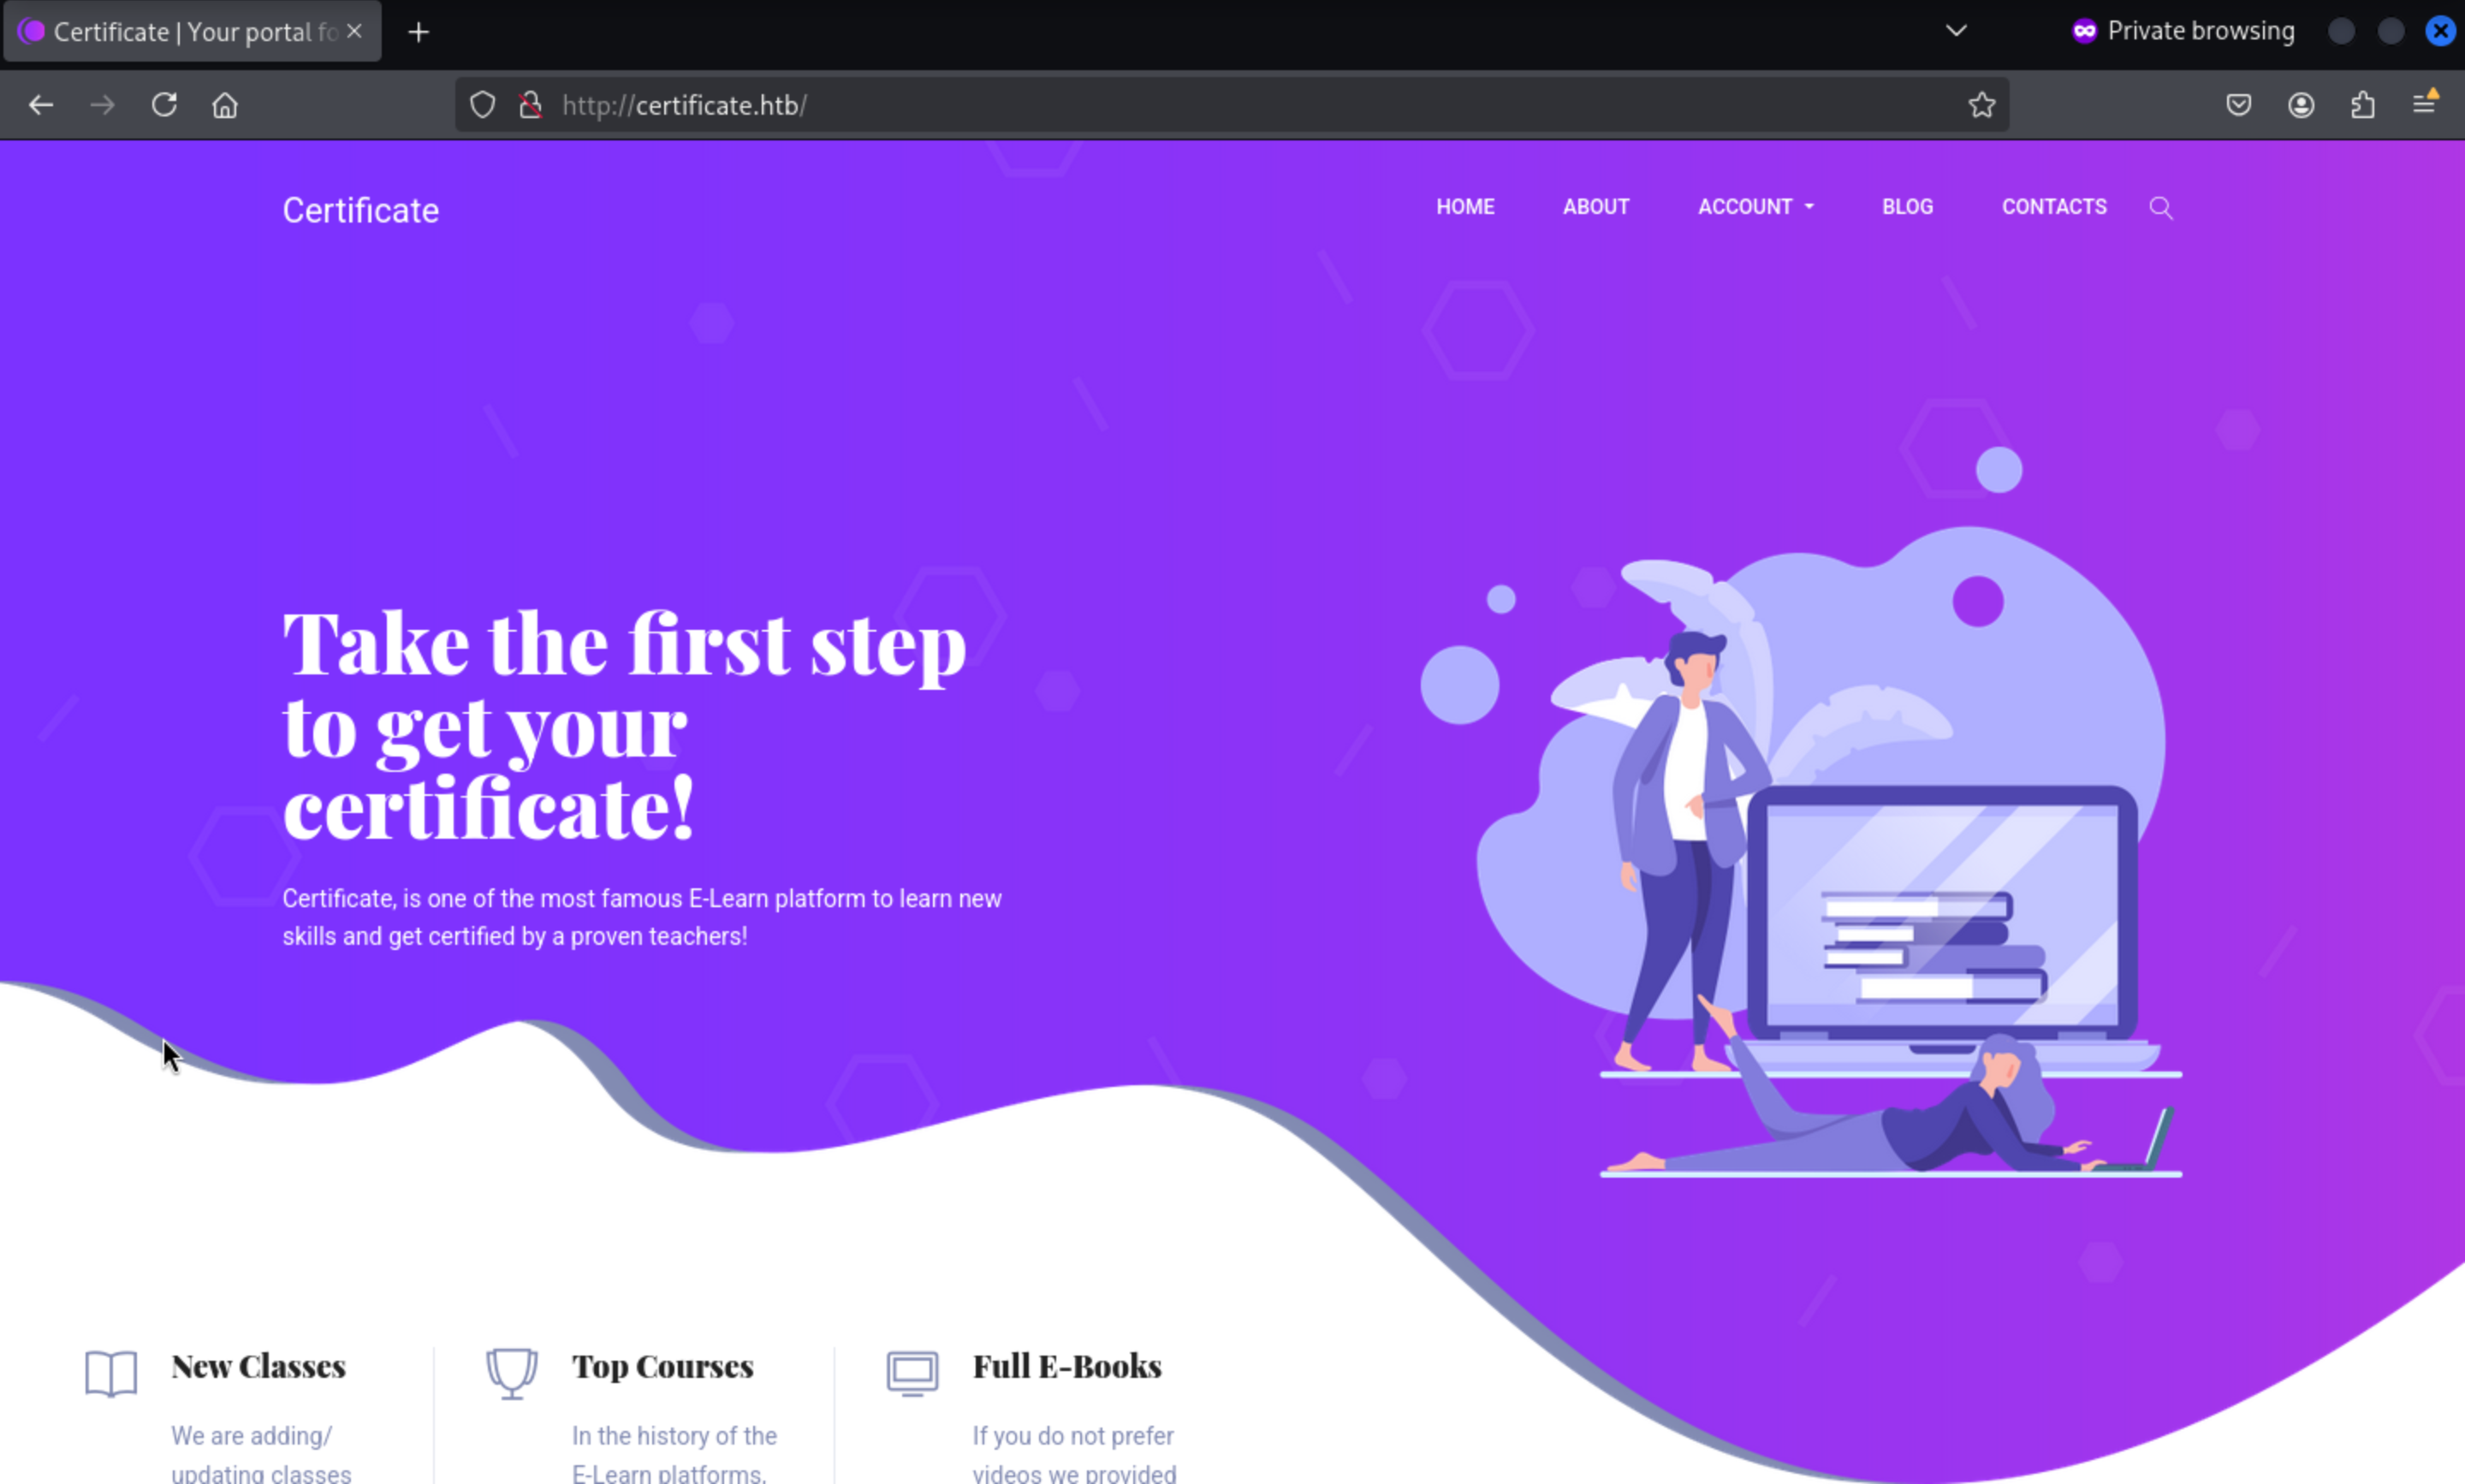 Certificate | Your portal fo
Private browsing
http://certificate.htb/
Certificate
HOME ABOUT ACCOUNT BLOG CONTACTS
Take the first step
to get your
certificate!
Certificate, is one of the most famous E-Learn platform to learn new
skills and get certified by a proven teachers!
New Classes
We are adding/
updating classes
Top Courses
In the history of the
E-Learn platforms,
Full E-Books
If you do not prefer
videos we provided